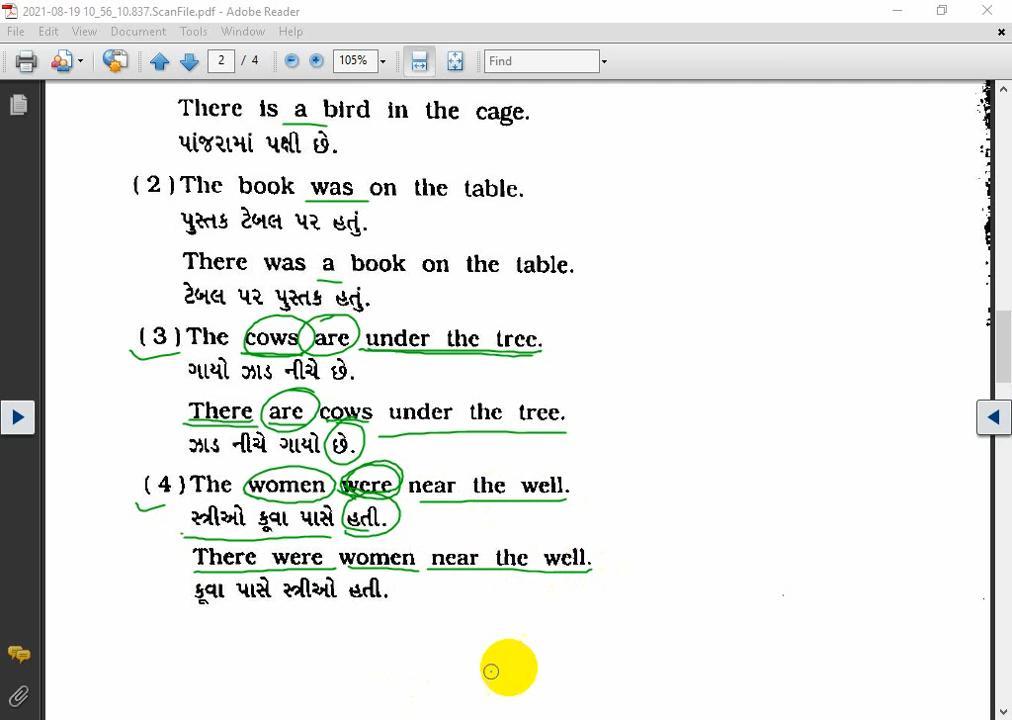 2021-08-19 10_56_10.837.ScanFile.pdf - Adobe Reader
File Edit View Document Tools Window Help
2 / 4 105% Find
There is a bird in the cage.
પાંજરામાં પક્ષી છે.
(2) The book was on the table.
પુસ્તક ટેબલ પર હતું.
There was a book on the table.
ટેબલ પર પુસ્તક હતું.
(3) The cows are under the tree.
ગાયો ઝાડ નીચે છે.
There are cows under the tree.
ઝાડ નીચે ગાયો છે.
(4) The women were near the well.
સ્ત્રીઓ કૂવા પાસે હતી.
There were women near the well.
કૂવા પાસે સ્ત્રીઓ હતી.